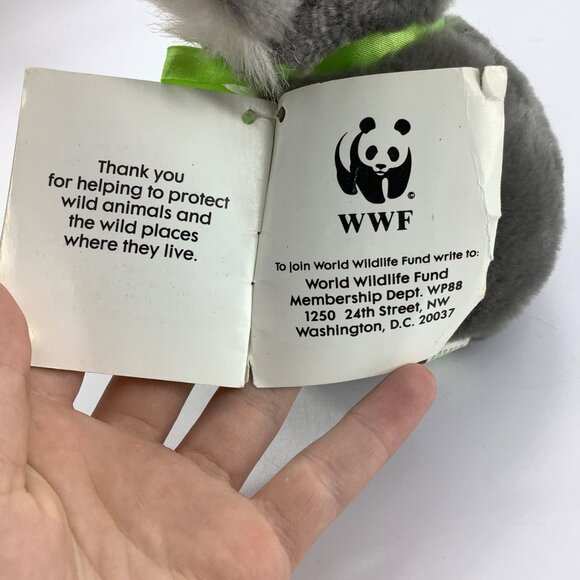 Thank you
for helping to protect
wild animals and
the wild places
where they live.
©
WWF
To join World Wildlife Fund write to:
World Wildlife Fund
Membership Dept. WP88
1250 24th Street, NW
Washington, D.C. 20037